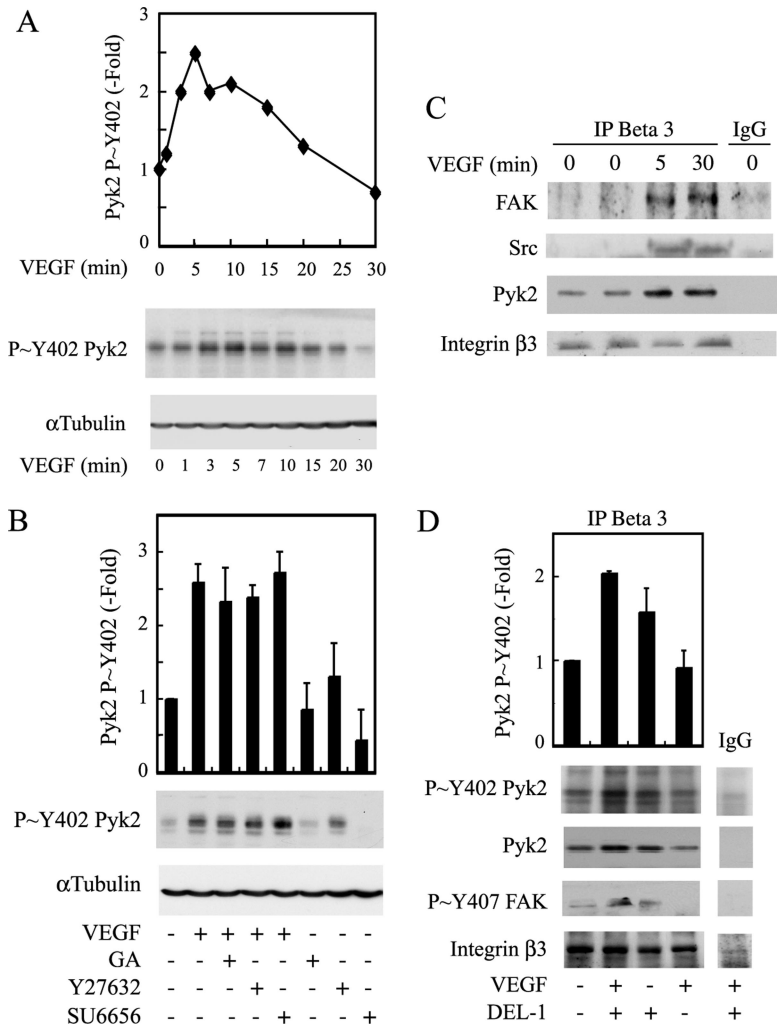 A
Pyk2 P~Y402 (-Fold)
3
2
1
0
VEGF (min) 0 5 10 15 20 25 30
P~Y402 Pyk2
αTubulin
VEGF (min) 0 1 3 5 7 10 15 20 30
B
Pyk2 P~Y402 (-Fold)
3
2
1
0
P~Y402 Pyk2
αTubulin
VEGF - + + + + - - -
GA + +
Y27632 + +
SU6656 + +
C
IP Beta 3 IgG
VEGF (min) 0 0 5 30 0
FAK
Src
Pyk2
Integrin β3
D
IP Beta 3
Pyk2 P~Y402 (-Fold)
2
1
0
IgG
P~Y402 Pyk2
Pyk2
P~Y407 FAK
Integrin β3
VEGF - + - + +
DEL-1 - + + - +